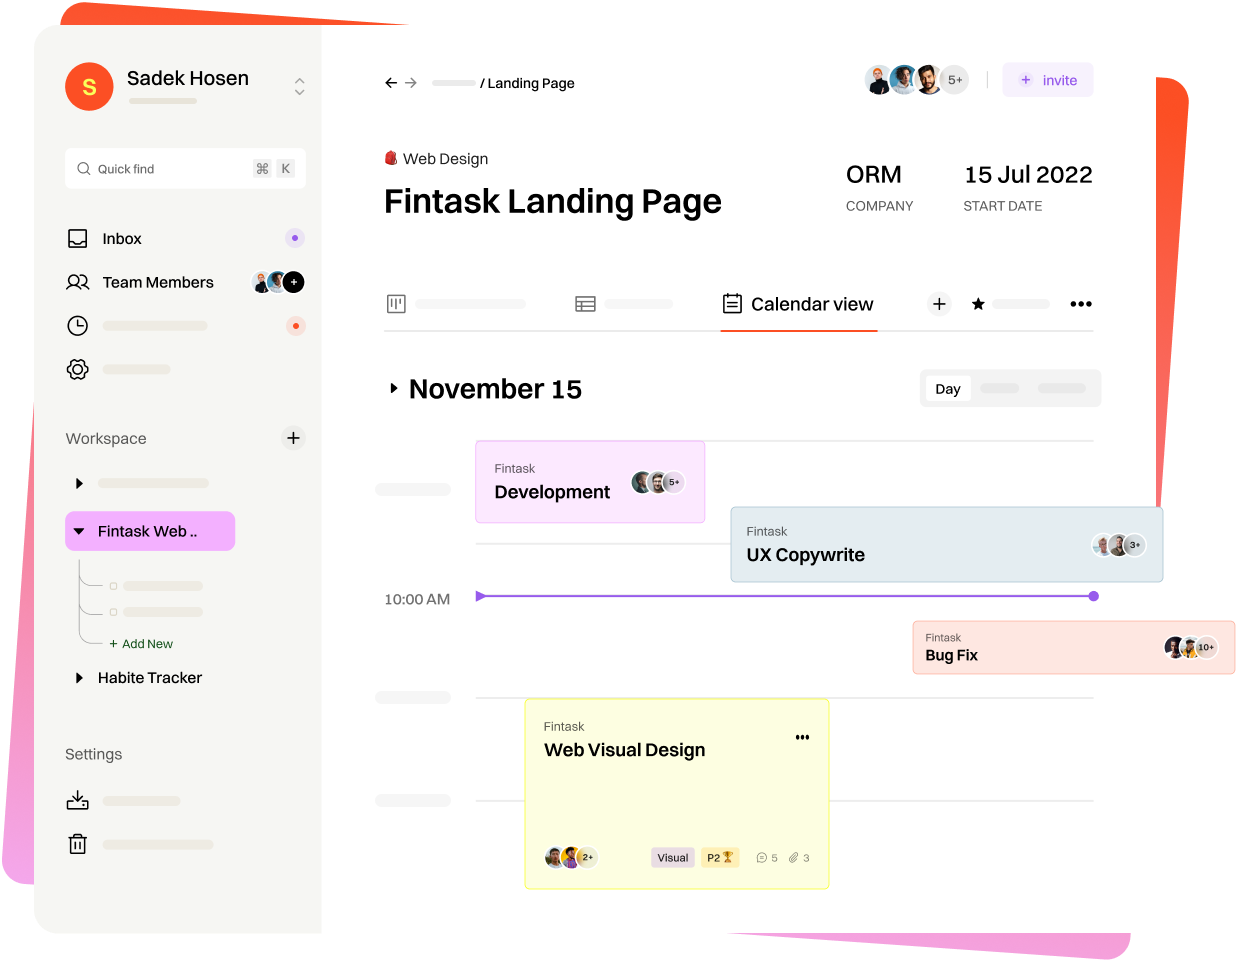 S
Sadek Hosen
Quick find
⌘ K
Inbox
Team Members
+
Workspace
+
Fintask Web ..
+ Add New
Habite Tracker
Settings
/ Landing Page
5+
+ invite
Web Design
Fintask Landing Page
ORM
COMPANY
15 Jul 2022
START DATE
Calendar view
+
November 15
Day
Fintask
Development
5+
Fintask
UX Copywrite
3+
10:00 AM
Fintask
Bug Fix
10+
Fintask
Web Visual Design
2+
Visual
P2
5
3